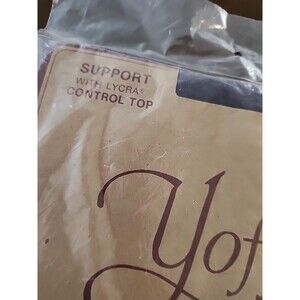 SUPPORT
WITH LYCRA®
CONTROL TOP
Yof